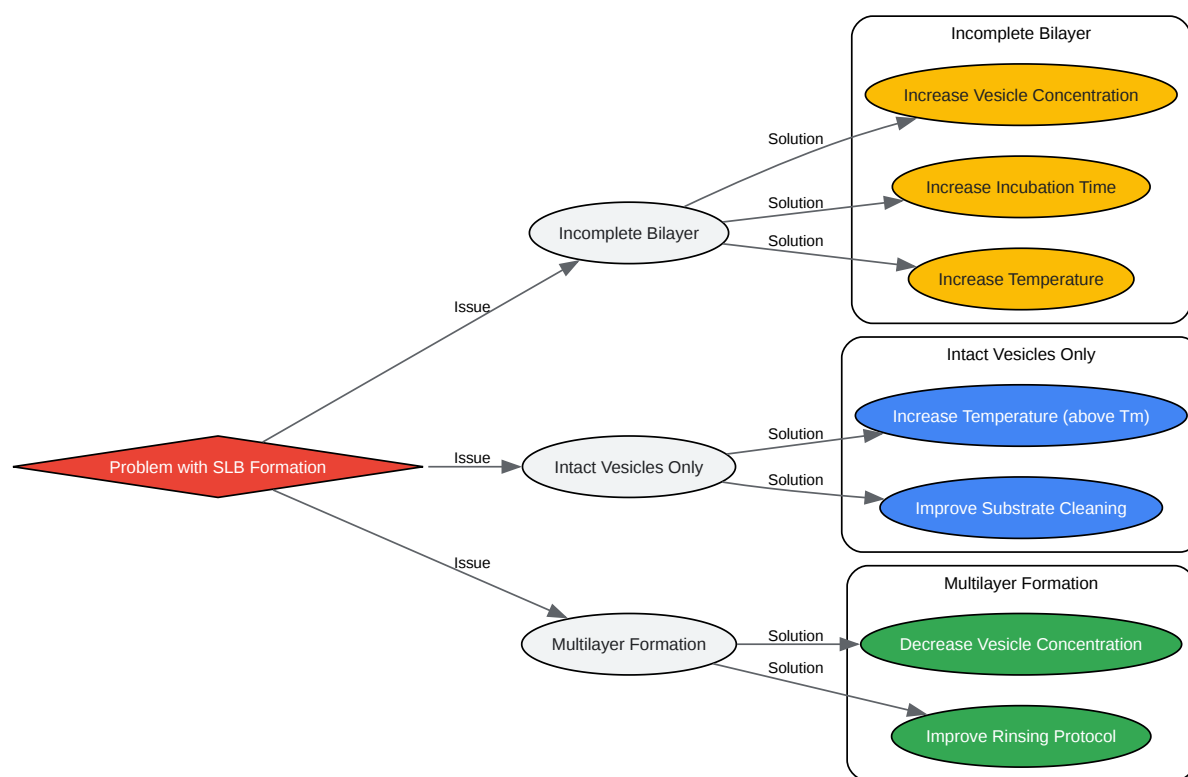 Incomplete Bilayer
Increase Vesicle Concentration
Solution
Increase Incubation Time
Solution
Incomplete Bilayer
Solution
Increase Temperature
Issue
Intact Vesicles Only
Increase Temperature (above Tm)
Solution
Problem with SLB Formation
Issue
Intact Vesicles Only
Solution
Improve Substrate Cleaning
Issue
Multilayer Formation
Multilayer Formation
Solution
Decrease Vesicle Concentration
Solution
Improve Rinsing Protocol